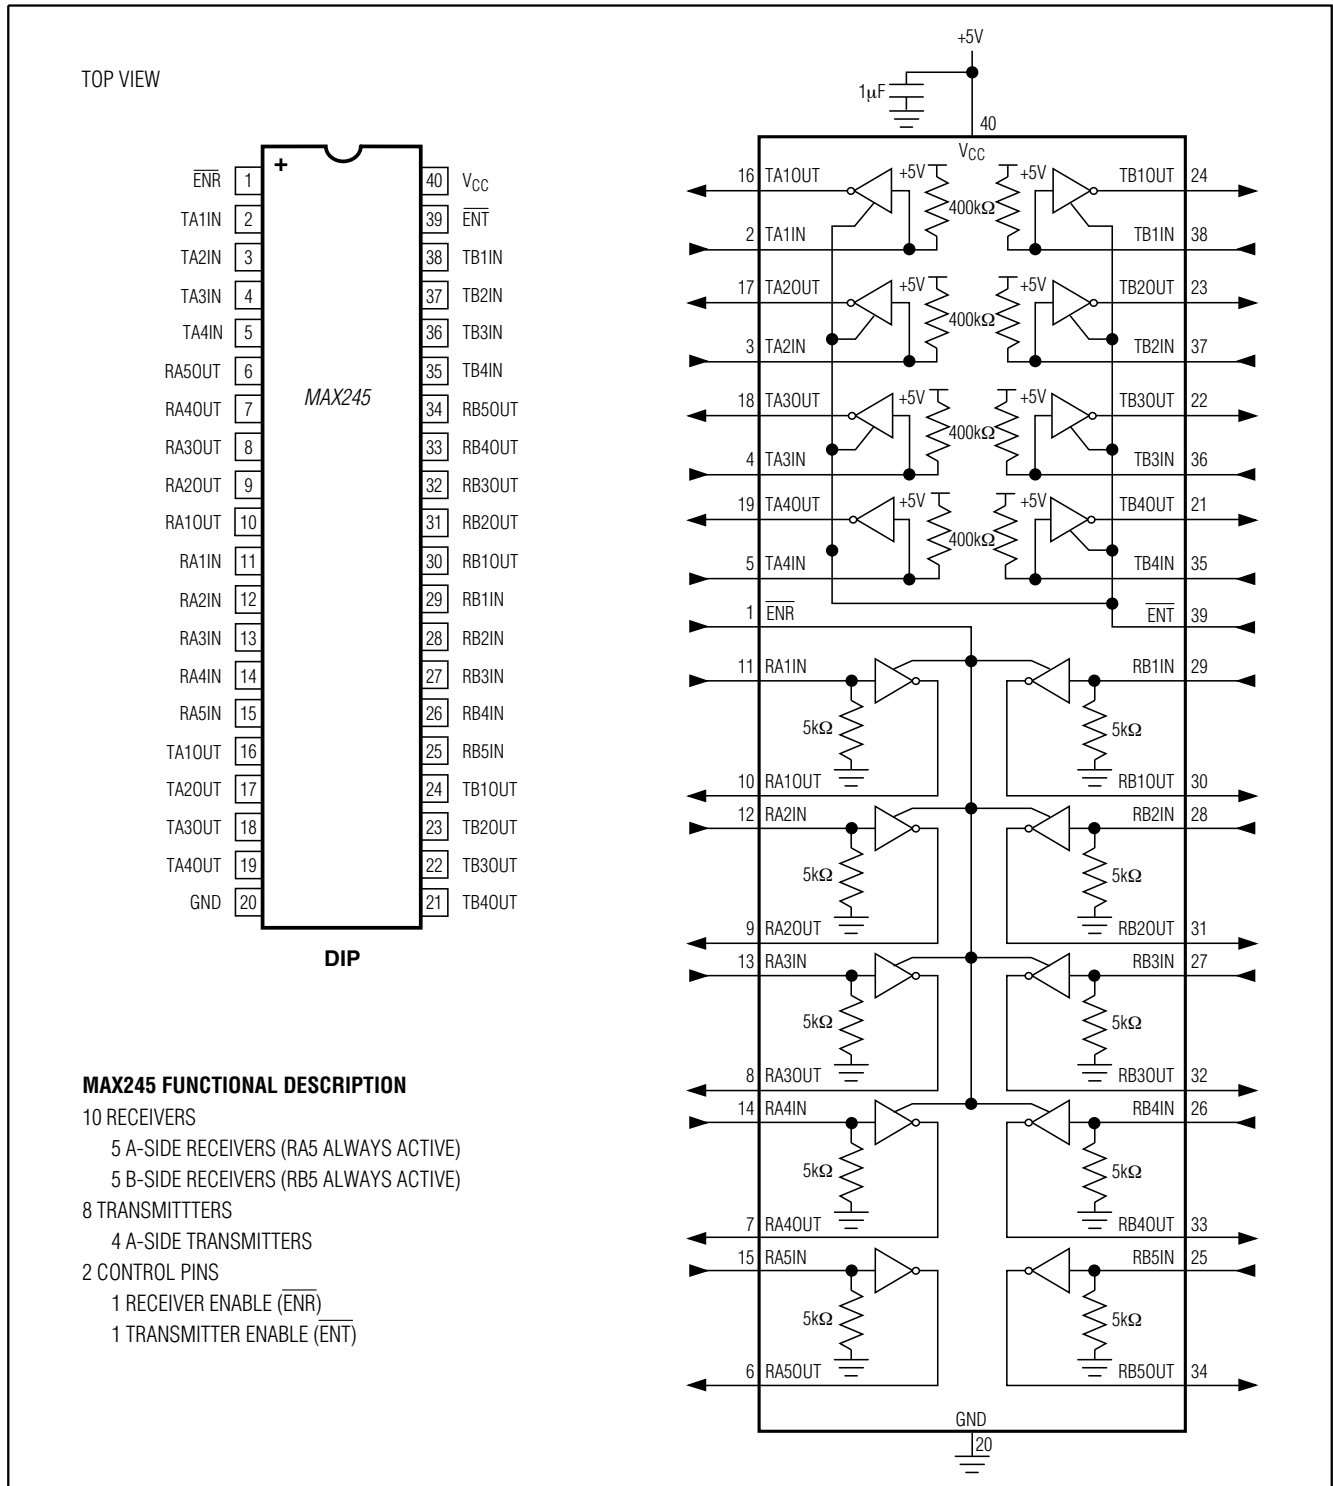 TOP VIEW
+
E̅N̅R̅ 1
TA1IN 2
TA2IN 3
TA3IN 4
TA4IN 5
RA5OUT 6
RA4OUT 7
RA3OUT 8
RA2OUT 9
RA1OUT 10
RA1IN 11
RA2IN 12
RA3IN 13
RA4IN 14
RA5IN 15
TA1OUT 16
TA2OUT 17
TA3OUT 18
TA4OUT 19
GND 20
MAX245
40 VCC
39 E̅N̅T̅
38 TB1IN
37 TB2IN
36 TB3IN
35 TB4IN
34 RB5OUT
33 RB4OUT
32 RB3OUT
31 RB2OUT
30 RB1OUT
29 RB1IN
28 RB2IN
27 RB3IN
26 RB4IN
25 RB5IN
24 TB1OUT
23 TB2OUT
22 TB3OUT
21 TB4OUT
DIP
MAX245 FUNCTIONAL DESCRIPTION
10 RECEIVERS
5 A-SIDE RECEIVERS (RA5 ALWAYS ACTIVE)
5 B-SIDE RECEIVERS (RB5 ALWAYS ACTIVE)
8 TRANSMITTTERS
4 A-SIDE TRANSMITTERS
2 CONTROL PINS
1 RECEIVER ENABLE (E̅N̅R̅)
1 TRANSMITTER ENABLE (E̅N̅T̅)
+5V
1µF
40
VCC
16 TA1OUT +5V +5V TB1OUT 24
400kΩ
2 TA1IN TB1IN 38
17 TA2OUT +5V +5V TB2OUT 23
400kΩ
3 TA2IN TB2IN 37
18 TA3OUT +5V +5V TB3OUT 22
400kΩ
4 TA3IN TB3IN 36
19 TA4OUT +5V +5V TB4OUT 21
400kΩ
5 TA4IN TB4IN 35
1 E̅N̅R̅ E̅N̅T̅ 39
11 RA1IN RB1IN 29
5kΩ 5kΩ
10 RA1OUT RB1OUT 30
12 RA2IN RB2IN 28
5kΩ 5kΩ
9 RA2OUT RB2OUT 31
13 RA3IN RB3IN 27
5kΩ 5kΩ
8 RA3OUT RB3OUT 32
14 RA4IN RB4IN 26
5kΩ 5kΩ
7 RA4OUT RB4OUT 33
15 RA5IN RB5IN 25
5kΩ 5kΩ
6 RA5OUT RB5OUT 34
GND
20